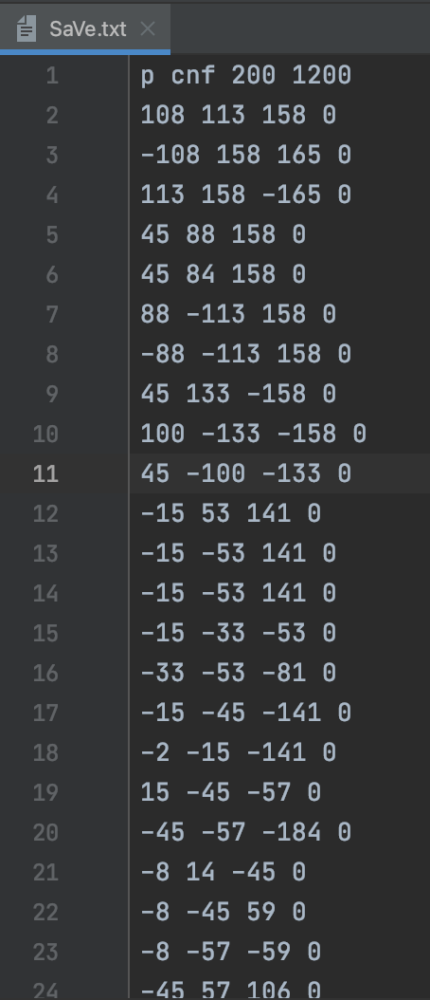 SaVe.txt
1 p cnf 200 1200
2 108 113 158 0
3 -108 158 165 0
4 113 158 -165 0
5 45 88 158 0
6 45 84 158 0
7 88 -113 158 0
8 -88 -113 158 0
9 45 133 -158 0
10 100 -133 -158 0
11 45 -100 -133 0
12 -15 53 141 0
13 -15 -53 141 0
14 -15 -53 141 0
15 -15 -33 -53 0
16 -33 -53 -81 0
17 -15 -45 -141 0
18 -2 -15 -141 0
19 15 -45 -57 0
20 -45 -57 -184 0
21 -8 14 -45 0
22 -8 -45 59 0
23 -8 -57 -59 0
24 -45 57 106 0